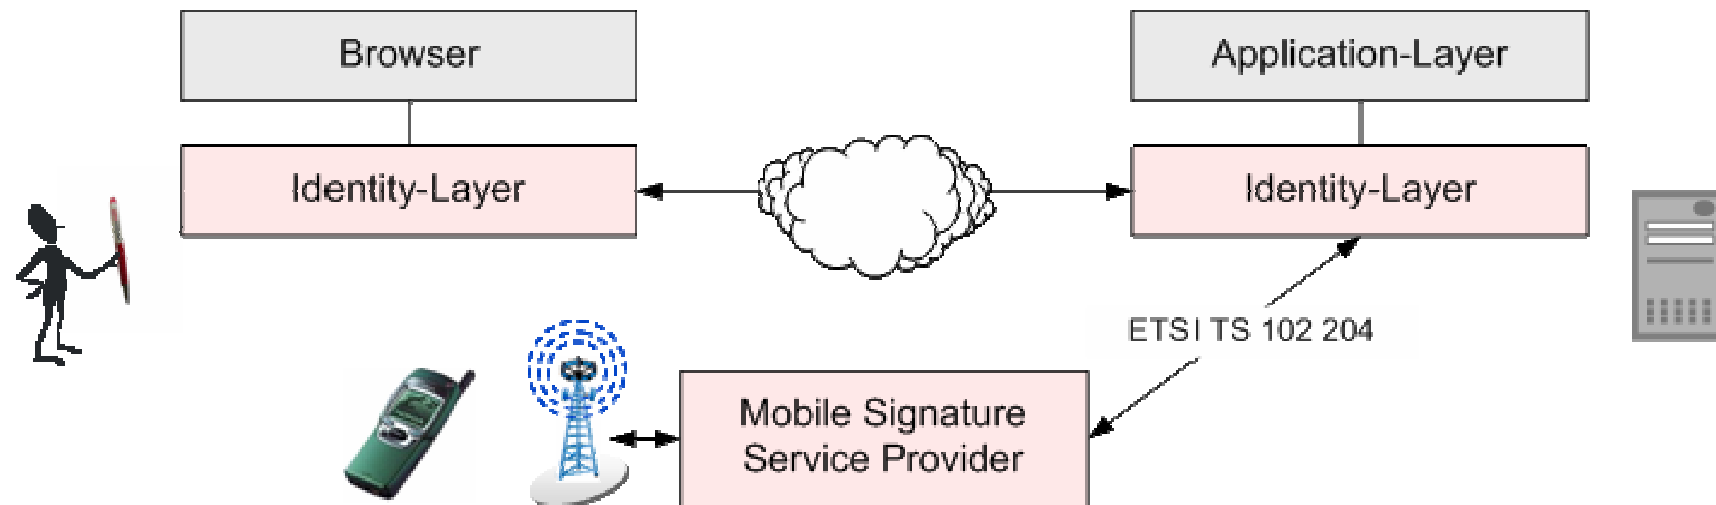 Browser
Application-Layer
Identity-Layer
Identity-Layer
ETSI TS 102 204
Mobile Signature
Service Provider